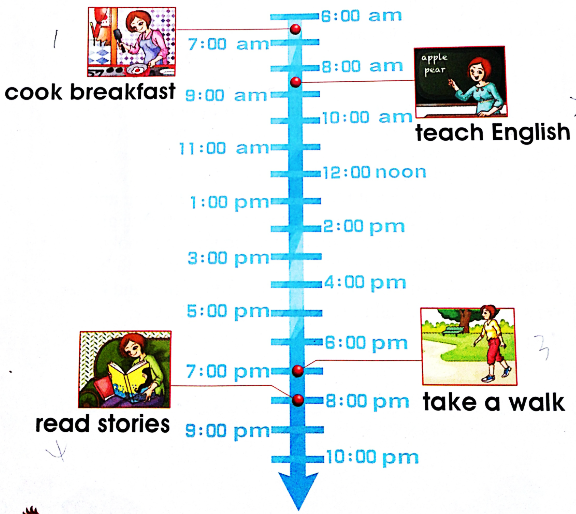 6:00 am
1
7:00 am
8:00 am
apple
pear
cook breakfast
9:00 am
10:00 am
teach English
11:00 am
12:00 noon
1:00 pm
2:00 pm
3:00 pm
4:00 pm
5:00 pm
6:00 pm
3
7:00 pm
8:00 pm
take a walk
read stories
9:00 pm
4
10:00 pm